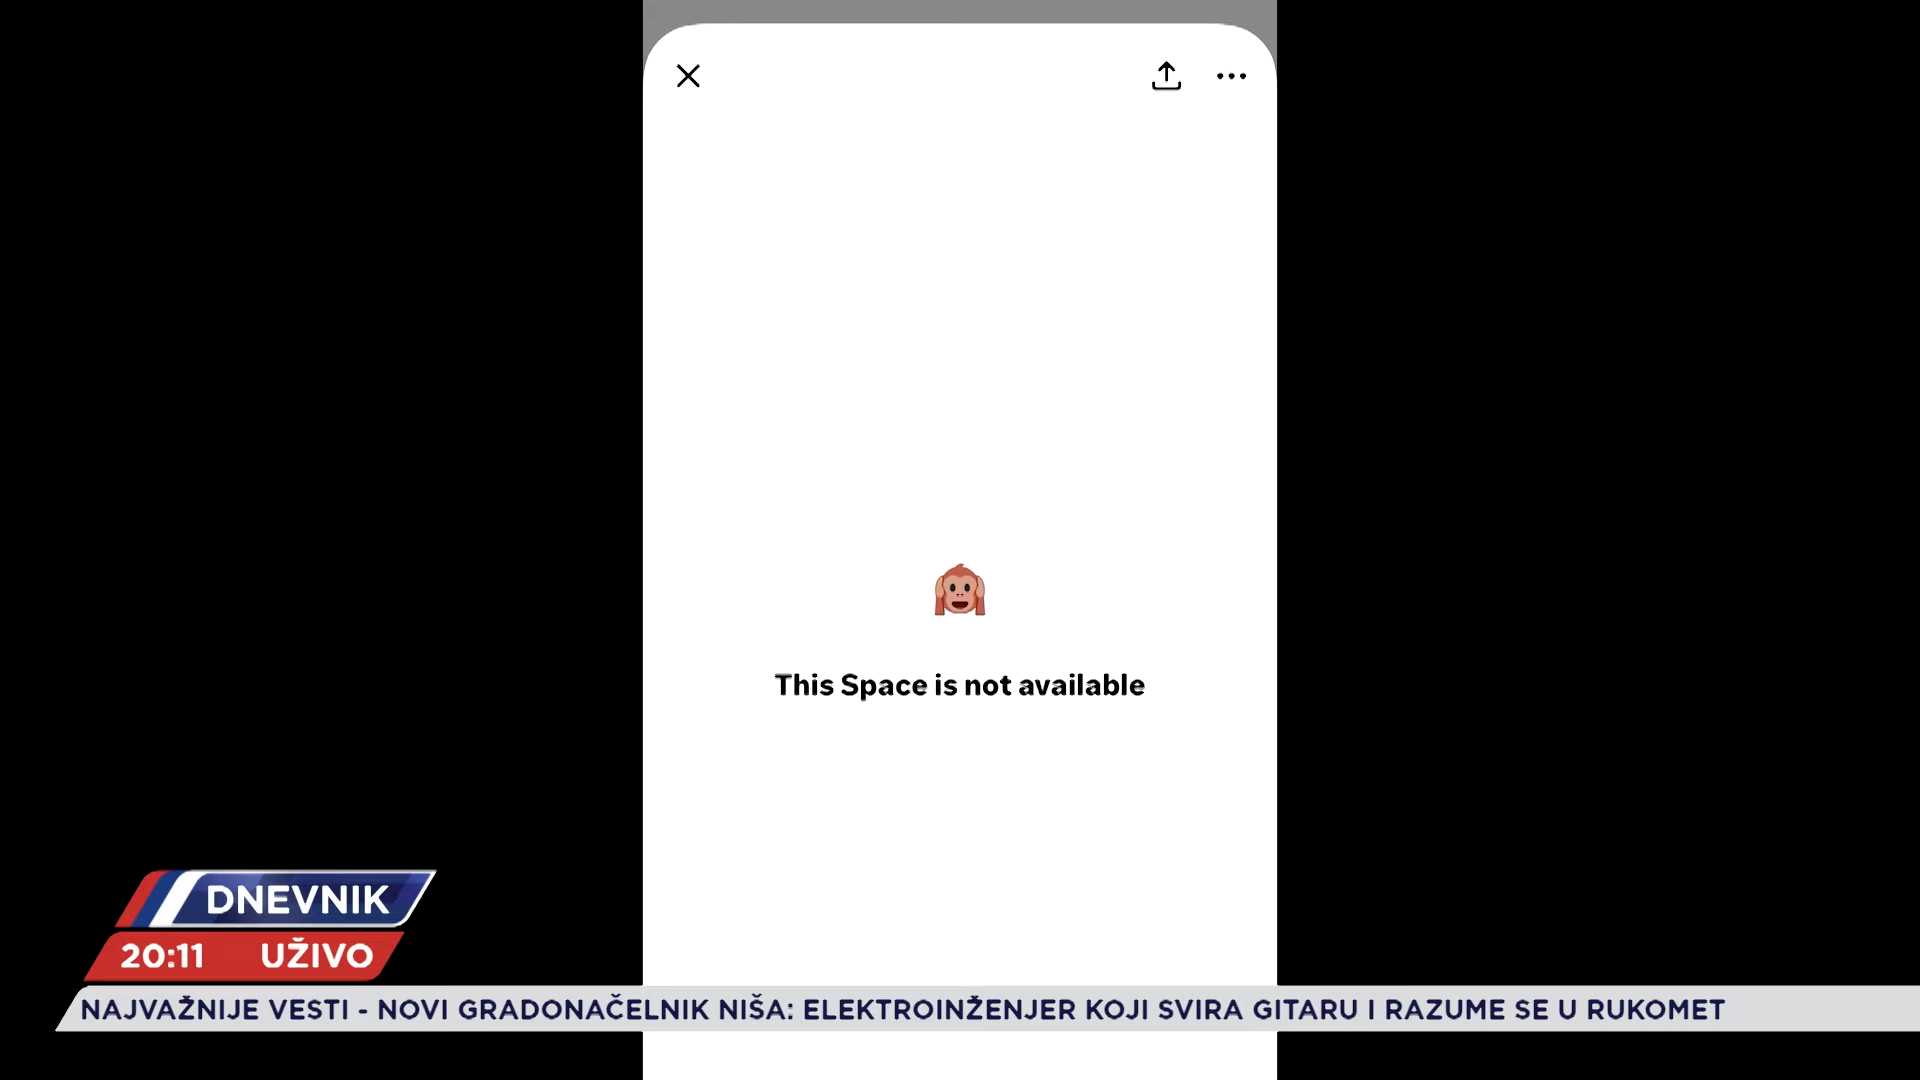 This Space is not available
DNEVNIK
20:11 UŽIVO
NAJVAŽNIJE VESTI - NOVI GRADONAČELNIK NIŠA: ELEKTROINŽENJER KOJI SVIRA GITARU I RAZUME SE U RUKOMET